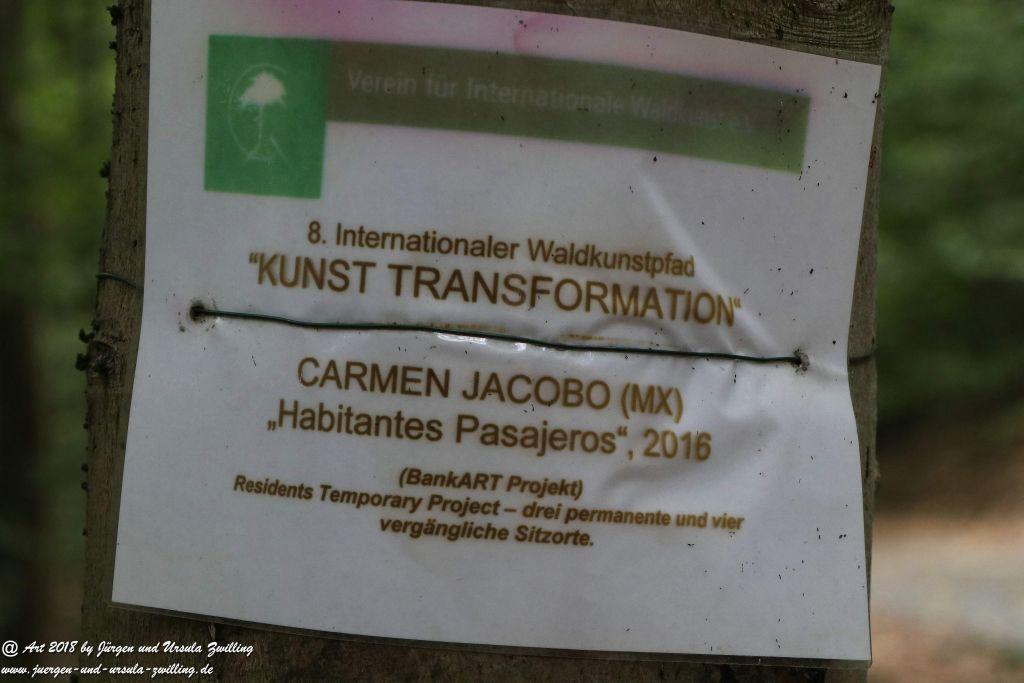 Verein für Internationale Waldkunst e.V.
8. Internationaler Waldkunstpfad
“KUNST TRANSFORMATION“
CARMEN JACOBO (MX)
„Habitantes Pasajeros“, 2016
(BankART Projekt)
Residents Temporary Project – drei permanente und vier
vergängliche Sitzorte.
@ Art 2018 by Jürgen und Ursula Zwilling
www.juergen-und-ursula-zwilling.de